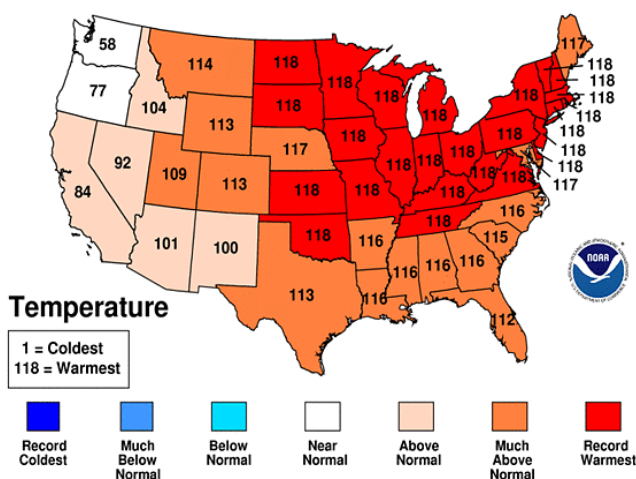 58
117
114
118
118
118
77
118
118
118
118
104
118
118
118
118
113
118
118
118
118
117
118
118
118
118
92
109
113
118
118
118
118
118
118
117
84
118
118
116
101
100
118
116
115
116
116
116
113
116
112
NOAA
Temperature
1 = Coldest
118 = Warmest
Record
Coldest
Much
Below
Normal
Below
Normal
Near
Normal
Above
Normal
Much
Above
Normal
Record
Warmest